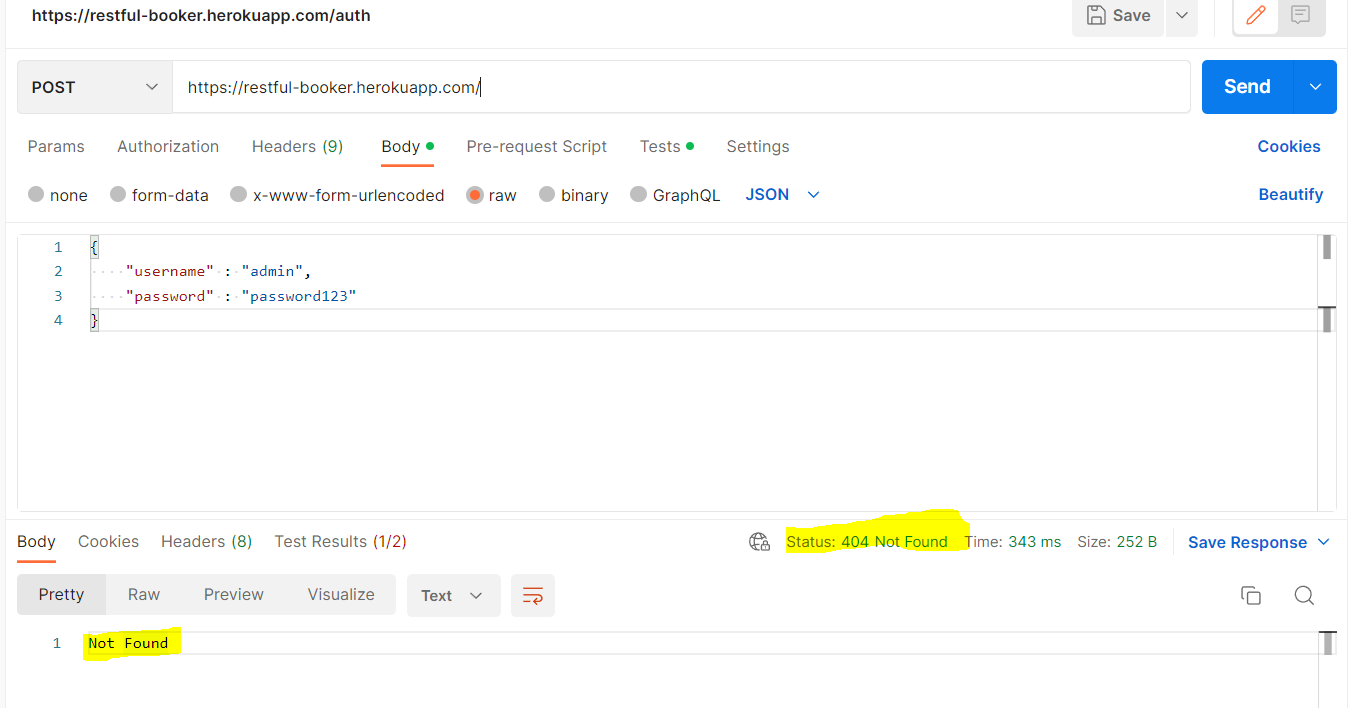 https://restful-booker.herokuapp.com/auth
Save
POST
https://restful-booker.herokuapp.com/
Send
Params Authorization Headers (9) Body Pre-request Script Tests Settings Cookies
none form-data x-www-form-urlencoded raw binary GraphQL JSON Beautify
1 {
2 "username" : "admin",
3 "password" : "password123"
4 }
Body Cookies Headers (8) Test Results (1/2) Status: 404 Not Found Time: 343 ms Size: 252 B Save Response
Pretty Raw Preview Visualize Text
1 Not Found